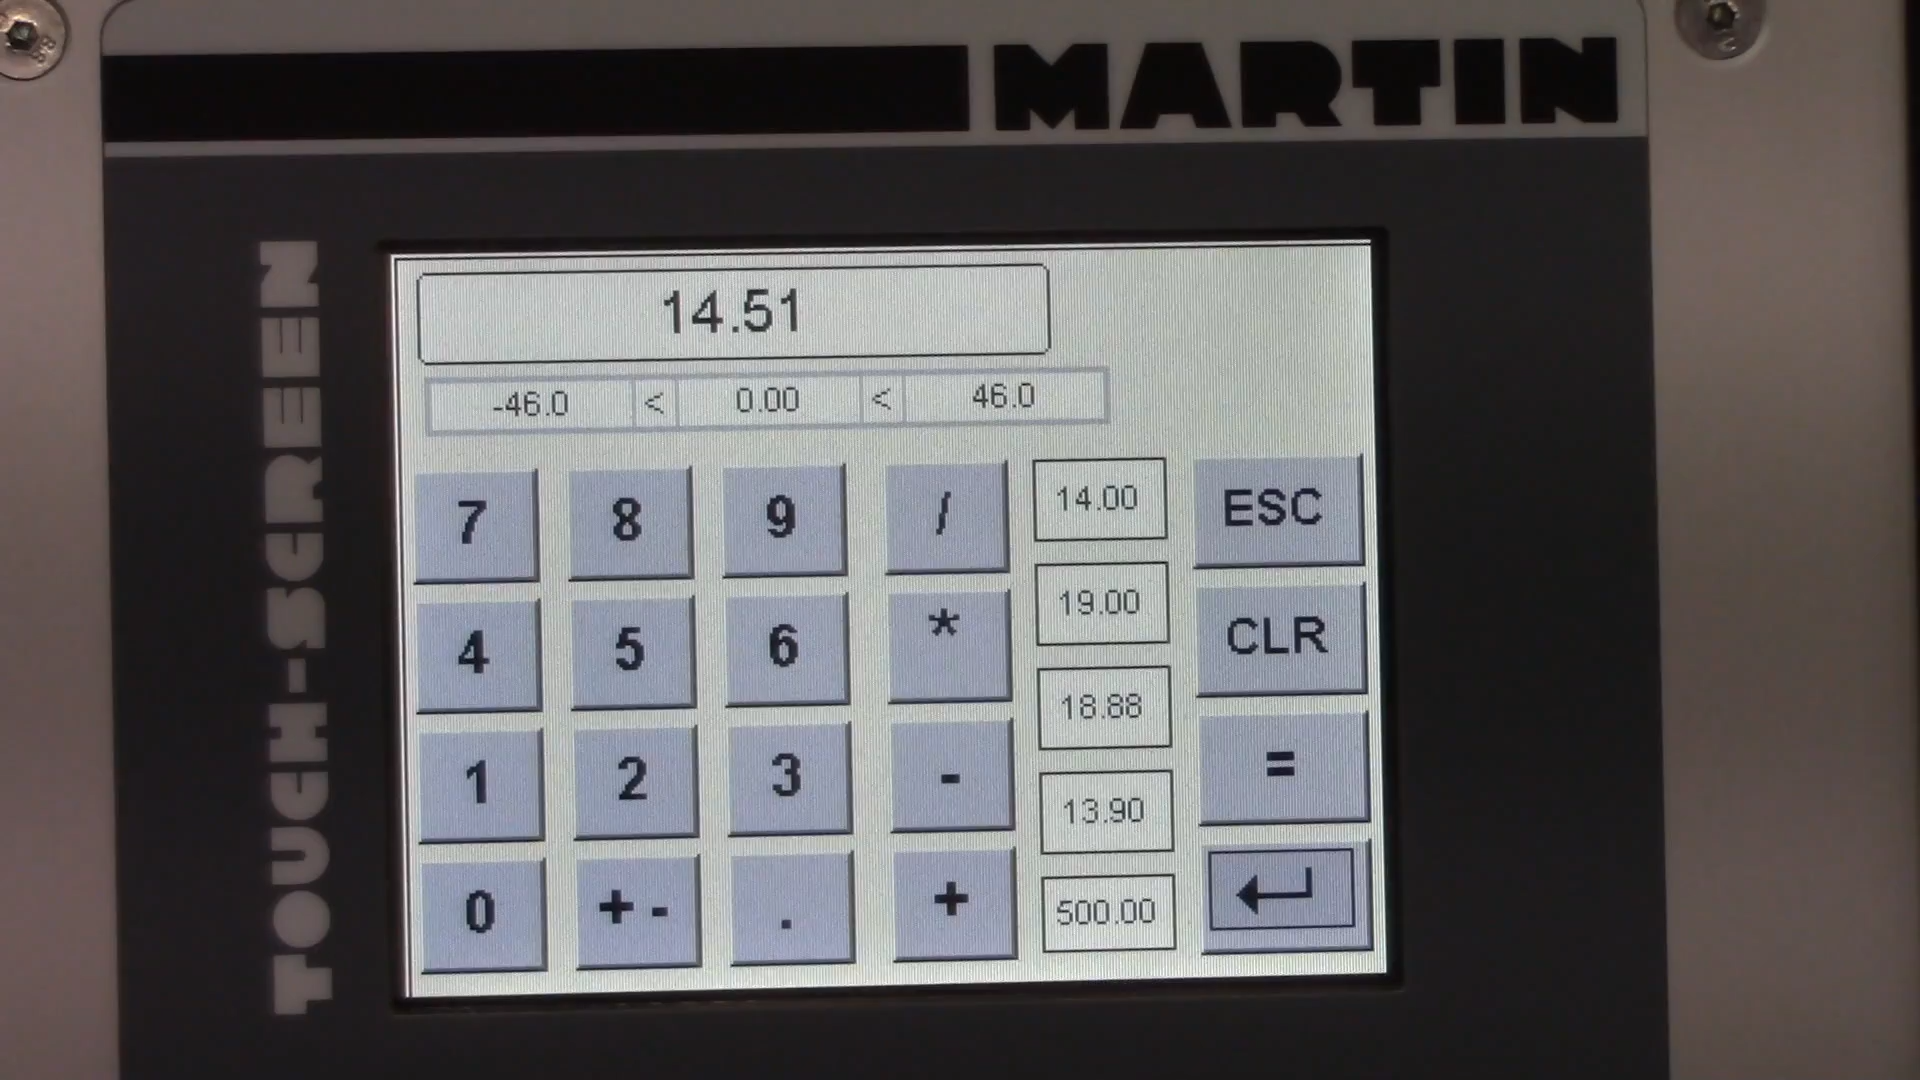 MARTIN
TOUCH-SCREEN
14.51
-46.0 < 0.00 < 46.0
7 8 9 / 14.00 ESC
4 5 6 * 19.00 CLR
18.88
1 2 3 - 13.90 =
0 + - . + 500.00